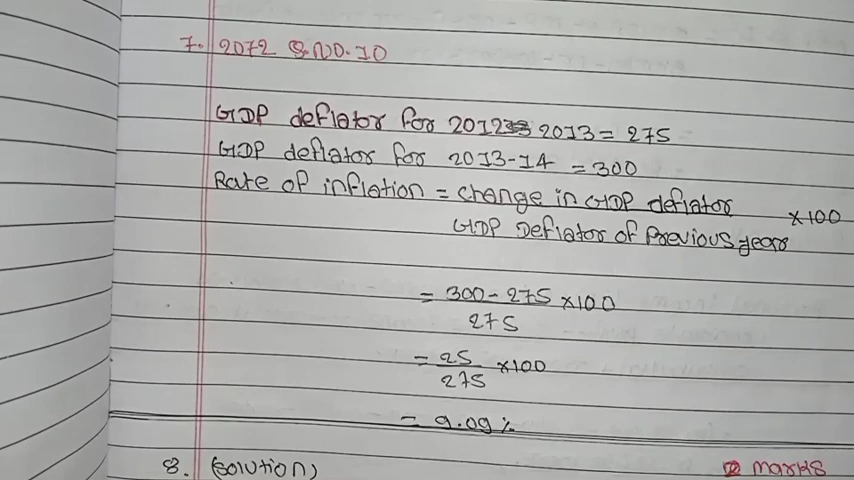 7. 2072 Q.NO.10
GDP deflator for 2012 2013 = 275
GDP deflator for 2013-14 = 300
Rate of inflation = change in GDP deflator ×100
GDP Deflator of Previous year
= 300 - 275 ×100
275
= 25 ×100
275
= 9.09%
8. (Solution) marks